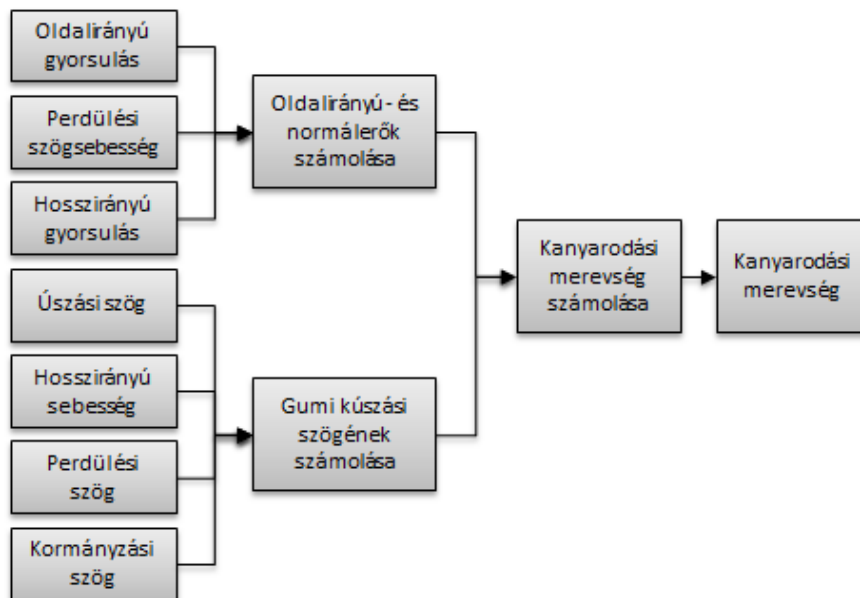 Oldalirányú
gyorsulás
Perdülési
szögsebesség
Hosszirányú
gyorsulás
Úszási szög
Hosszirányú
sebesség
Perdülési
szög
Kormányzási
szög
Oldalirányú- és
normálerők
számolása
Gumi kúszási
szögének
számolása
Kanyarodási
merevség
számolása
Kanyarodási
merevség